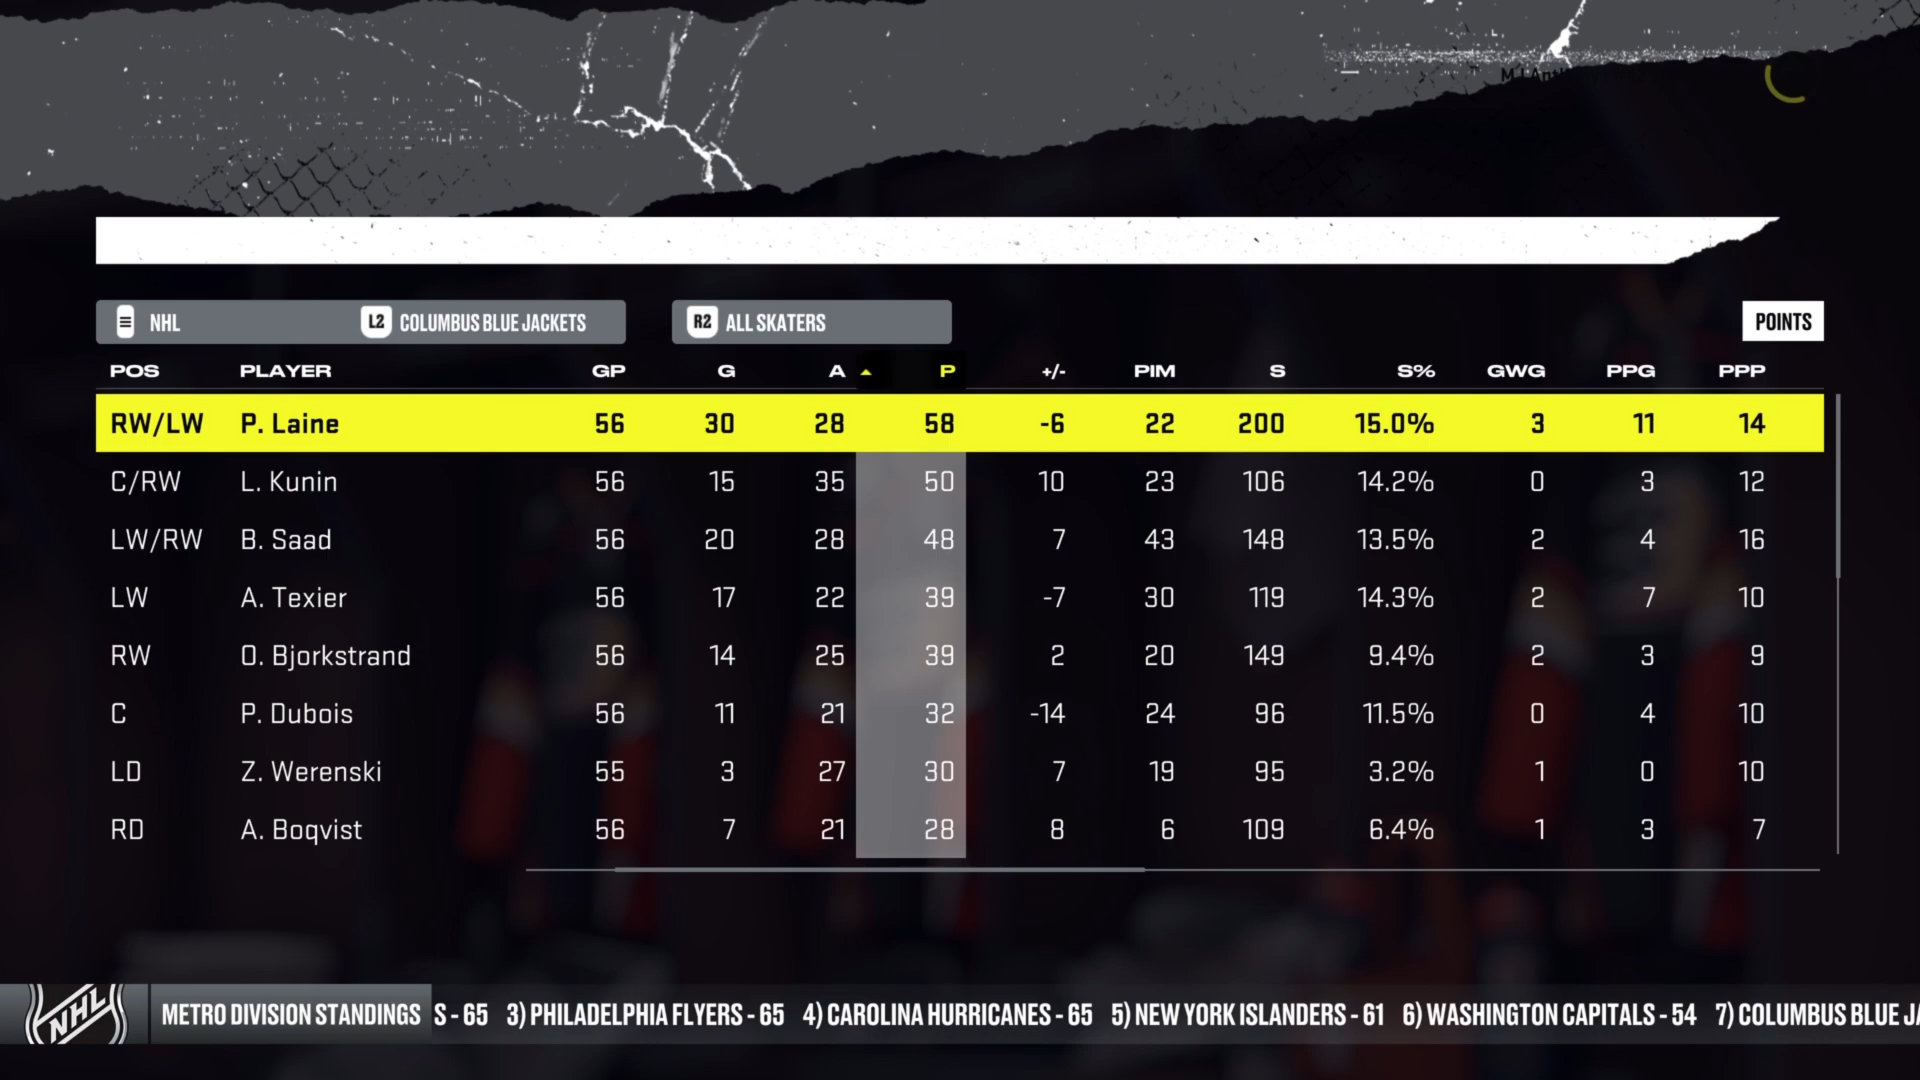 NHL L2 COLUMBUS BLUE JACKETS R2 ALL SKATERS POINTS
POS PLAYER GP G A P +/- PIM S S% GWG PPG PPP
RW/LW P. Laine 56 30 28 58 -6 22 200 15.0% 3 11 14
C/RW L. Kunin 56 15 35 50 10 23 106 14.2% 0 3 12
LW/RW B. Saad 56 20 28 48 7 43 148 13.5% 2 4 16
LW A. Texier 56 17 22 39 -7 30 119 14.3% 2 7 10
RW O. Bjorkstrand 56 14 25 39 2 20 149 9.4% 2 3 9
C P. Dubois 56 11 21 32 -14 24 96 11.5% 0 4 10
LD Z. Werenski 55 3 27 30 7 19 95 3.2% 1 0 10
RD A. Boqvist 56 7 21 28 8 6 109 6.4% 1 3 7
NHL METRO DIVISION STANDINGS S - 65 3) PHILADELPHIA FLYERS - 65 4) CAROLINA HURRICANES - 65 5) NEW YORK ISLANDERS - 61 6) WASHINGTON CAPITALS - 54 7) COLUMBUS BLUE JA